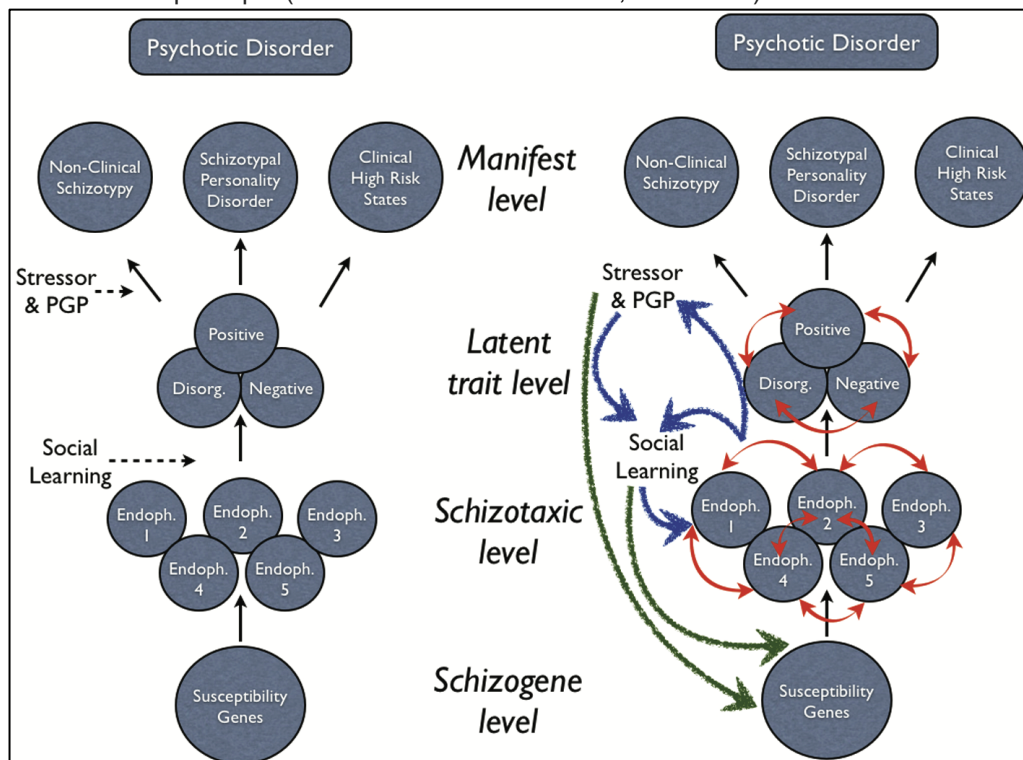 Psychotic Disorder
Non-Clinical
Schizotypy
Schizotypal
Personality
Disorder
Clinical
High Risk
States
Manifest
level
Stressor
& PGP
Positive
Disorg.
Negative
Latent
trait level
Social
Learning
Endoph.
1
Endoph.
2
Endoph.
3
Endoph.
4
Endoph.
5
Schizotaxic
level
Susceptibility
Genes
Schizogene
level
Psychotic Disorder
Non-Clinical
Schizotypy
Schizotypal
Personality
Disorder
Clinical
High Risk
States
Stressor
& PGP
Positive
Disorg.
Negative
Social
Learning
Endoph.
1
Endoph.
2
Endoph.
3
Endoph.
4
Endoph.
5
Susceptibility
Genes